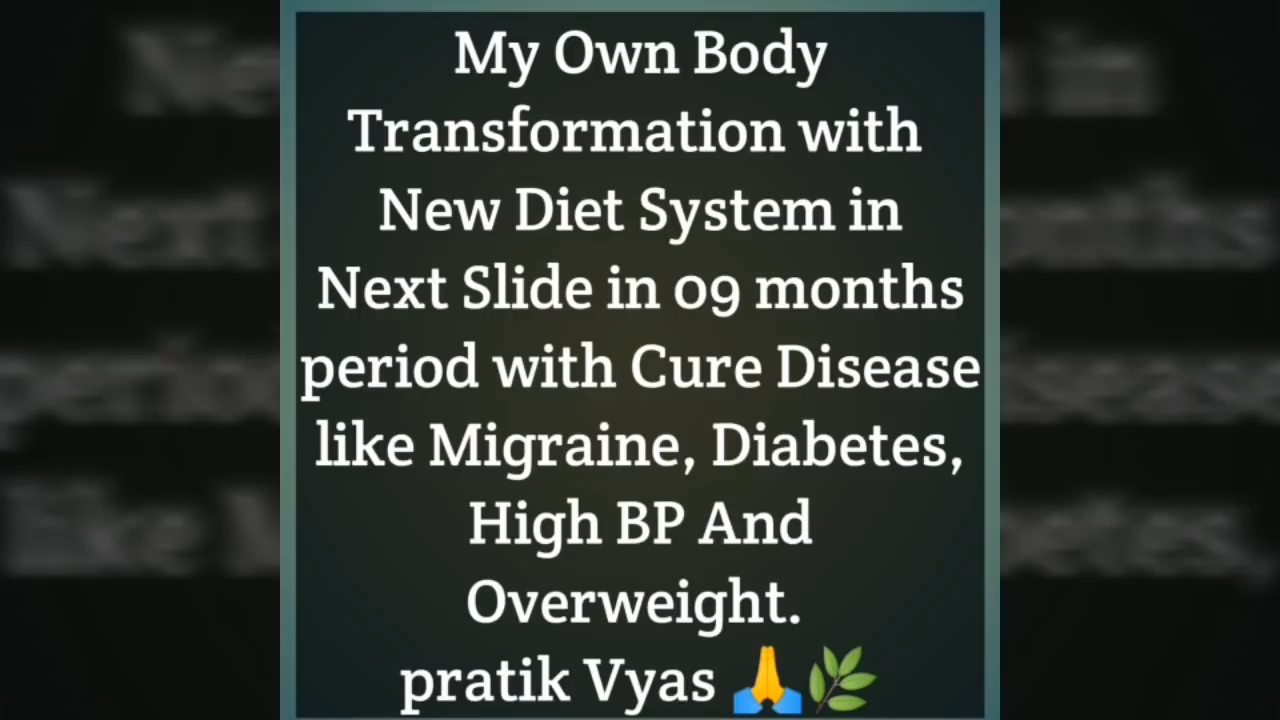 My Own Body
Transformation with
New Diet System in
Next Slide in 09 months
period with Cure Disease
like Migraine, Diabetes,
High BP And
Overweight.
pratik Vyas 🙏🌿